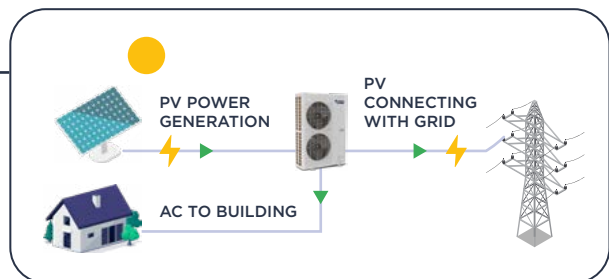 PV POWER
GENERATION
PV
CONNECTING
WITH GRID
AC TO BUILDING